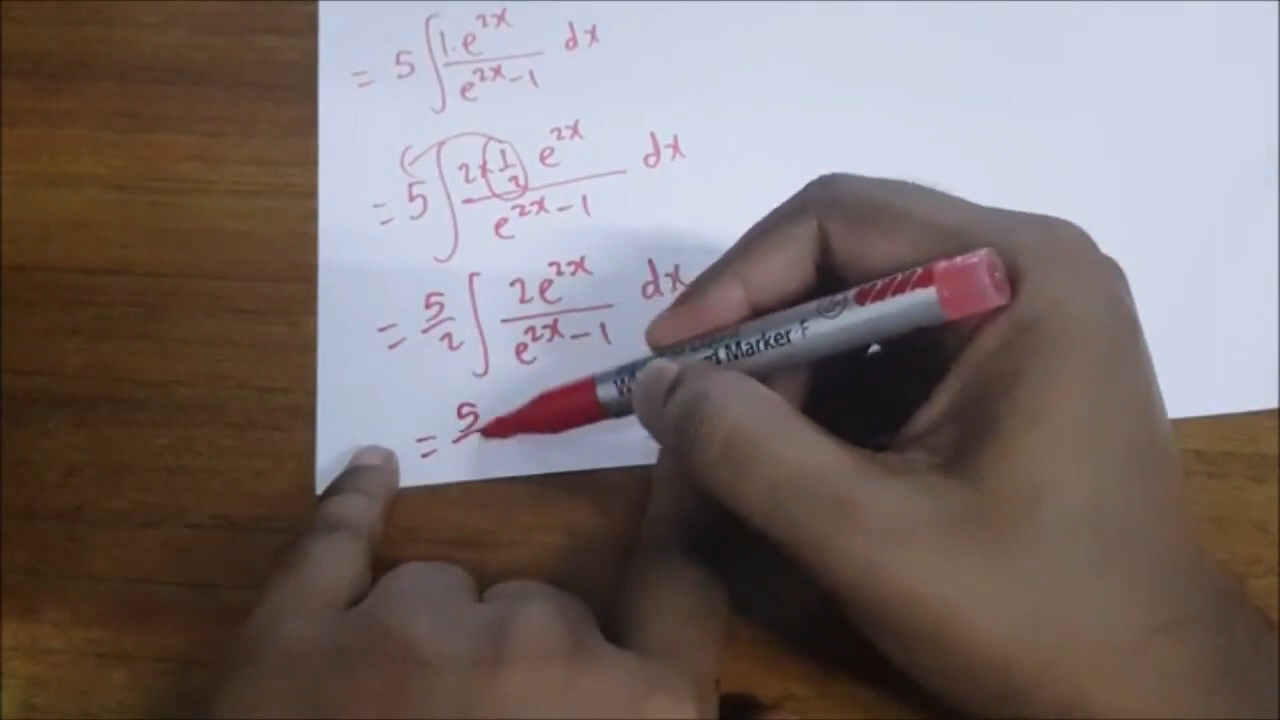 = 5 ∫ 1·e^{2x} / e^{2x}-1 dx
= 5 ∫ 2×1/2 e^{2x} / e^{2x}-1 dx
= 5/2 ∫ 2e^{2x} / e^{2x}-1 dx
= 5
Marker F